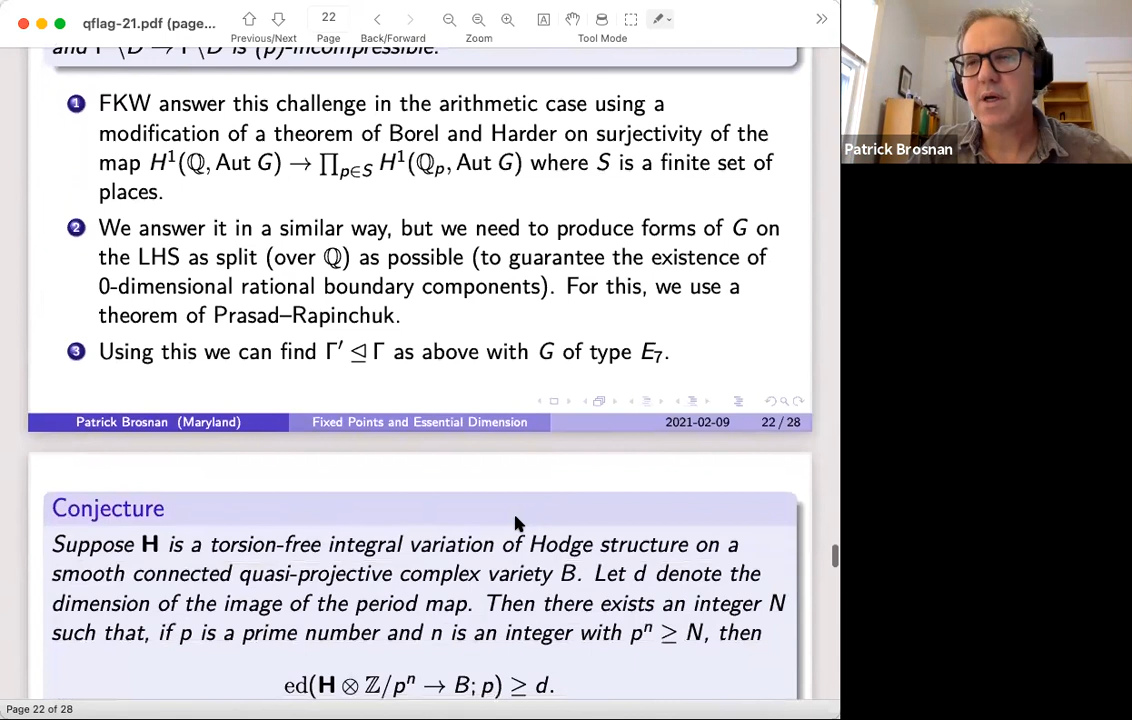 qflag-21.pdf (page...
22
Previous/Next
Page
Back/Forward
Zoom
Tool Mode
and Γ'\D → Γ\D is (p)-incompressible.
1 FKW answer this challenge in the arithmetic case using a
modification of a theorem of Borel and Harder on surjectivity of the
map H¹(ℚ, Aut G) → ∏_{p∈S} H¹(ℚ_p, Aut G) where S is a finite set of
places.
2 We answer it in a similar way, but we need to produce forms of G on
the LHS as split (over ℚ) as possible (to guarantee the existence of
0-dimensional rational boundary components). For this, we use a
theorem of Prasad–Rapinchuk.
3 Using this we can find Γ′ ⊴ Γ as above with G of type E₇.
Patrick Brosnan (Maryland)
Fixed Points and Essential Dimension
2021-02-09
22 / 28
Conjecture
Suppose H is a torsion-free integral variation of Hodge structure on a
smooth connected quasi-projective complex variety B. Let d denote the
dimension of the image of the period map. Then there exists an integer N
such that, if p is a prime number and n is an integer with pⁿ ≥ N, then
ed(H ⊗ ℤ/pⁿ → B; p) ≥ d.
Page 22 of 28
Patrick Brosnan